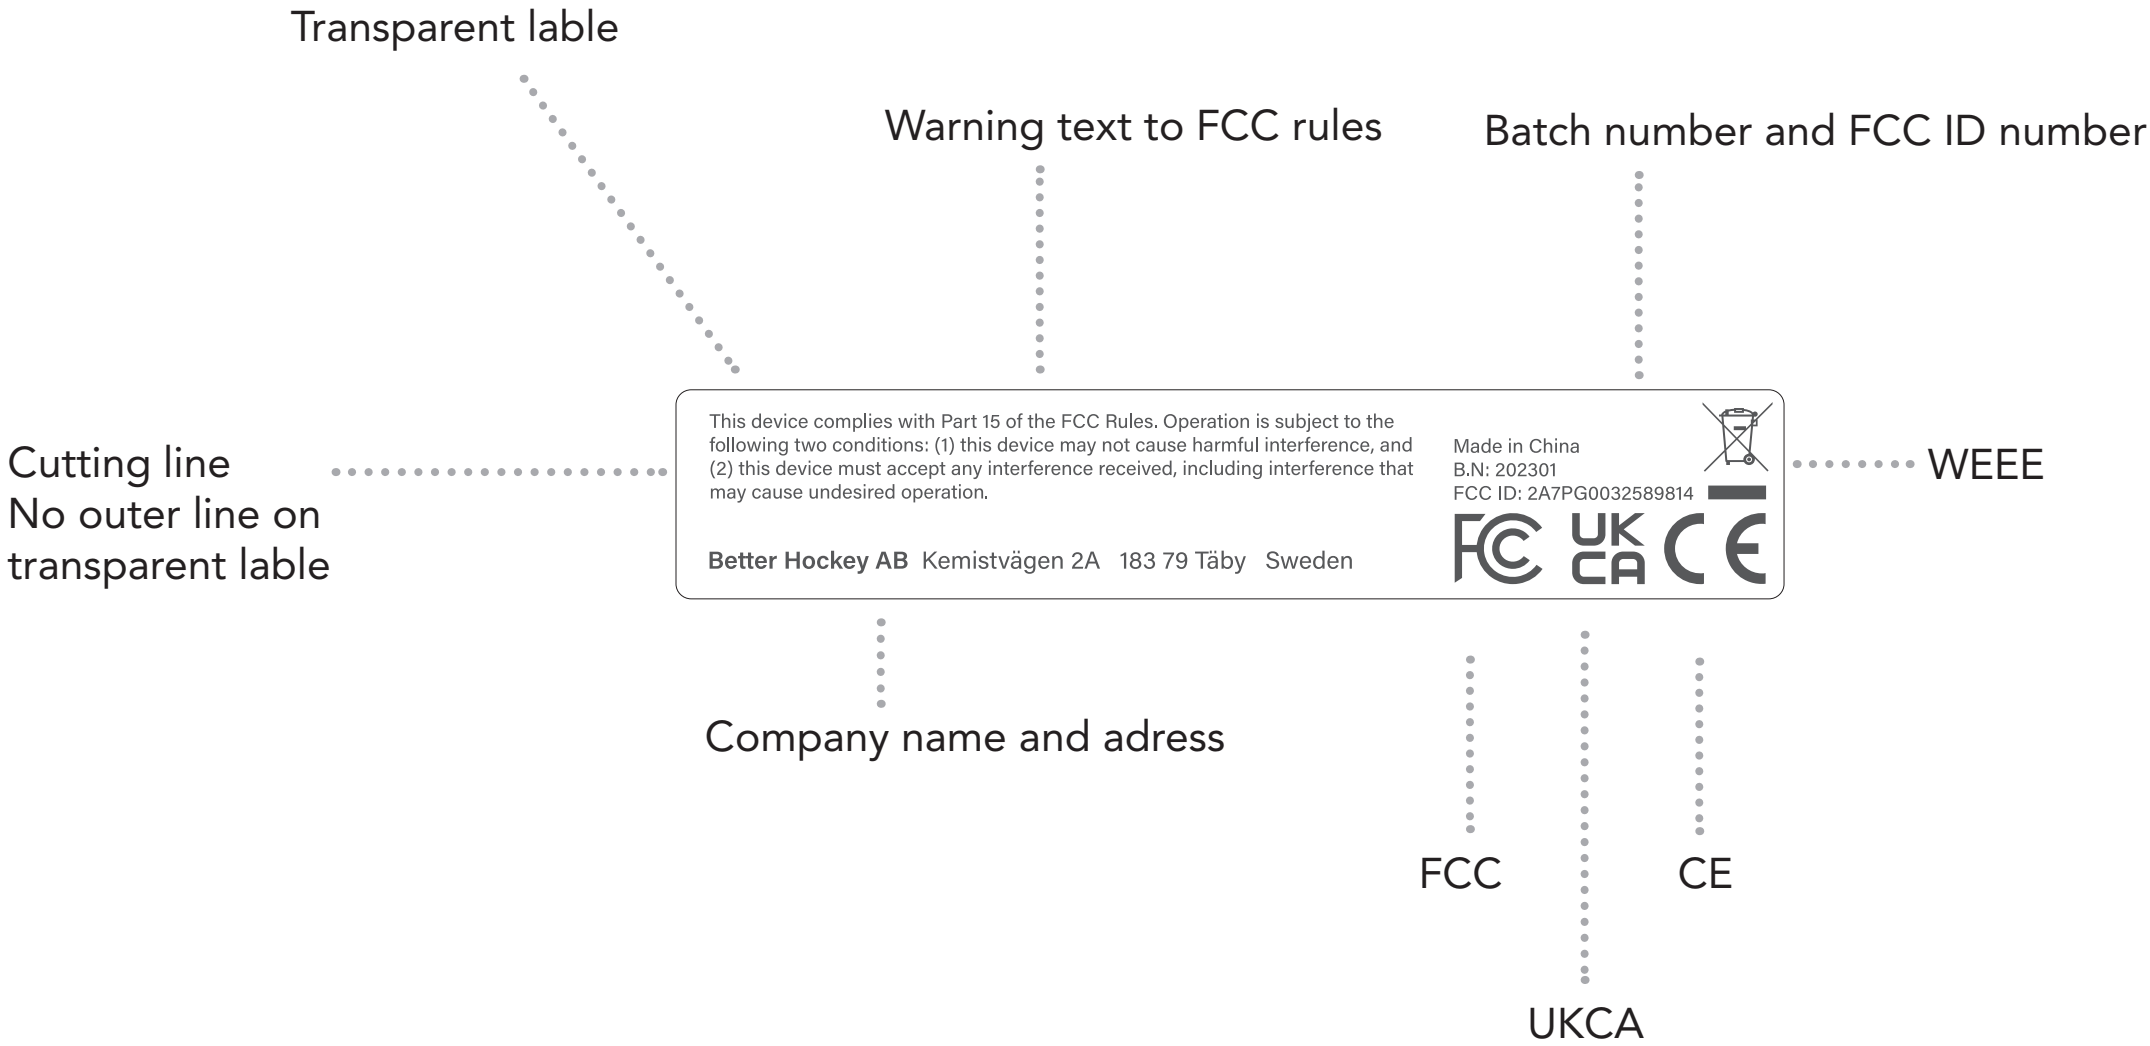 Transparent lable
Warning text to FCC rules
Batch number and FCC ID number
Cutting line
No outer line on
transparent lable
This device complies with Part 15 of the FCC Rules. Operation is subject to the
following two conditions: (1) this device may not cause harmful interference, and
(2) this device must accept any interference received, including interference that
may cause undesired operation.
Better Hockey AB Kemistvägen 2A 183 79 Täby Sweden
Made in China
B.N: 202301
FCC ID: 2A7PG0032589814
FC UK CA CE
WEEE
Company name and adress
FCC
CE
UKCA